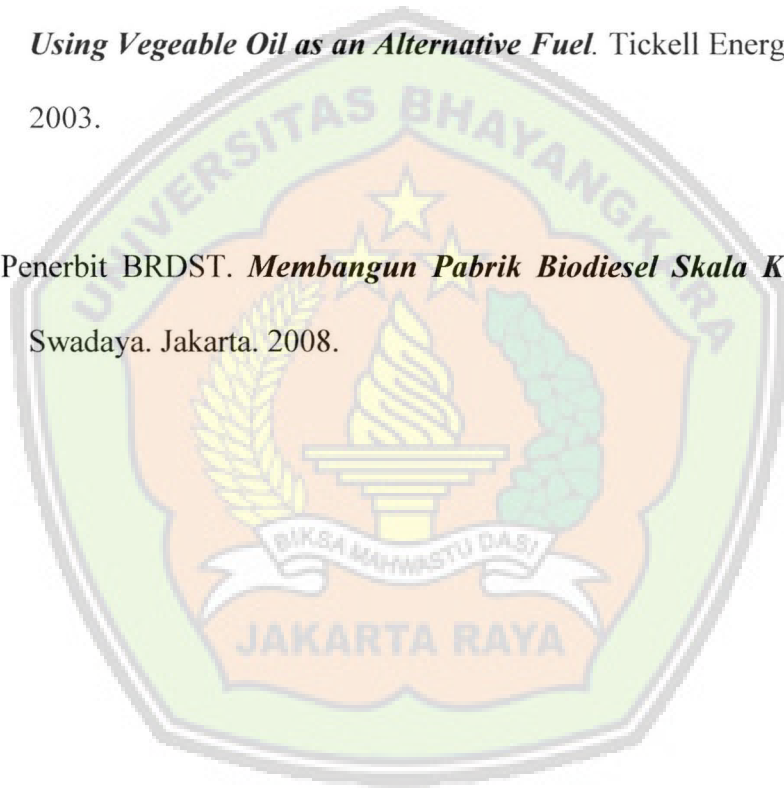 Using Vegeable Oil as an Alternative Fuel. Tickell Energ
2003.
UNIVERSITAS BHAYANGKARA
Penerbit BRDST. Membangun Pabrik Biodiesel Skala K
Swadaya. Jakarta. 2008.
BIKSA MAHWASTU DASI
JAKARTA RAYA